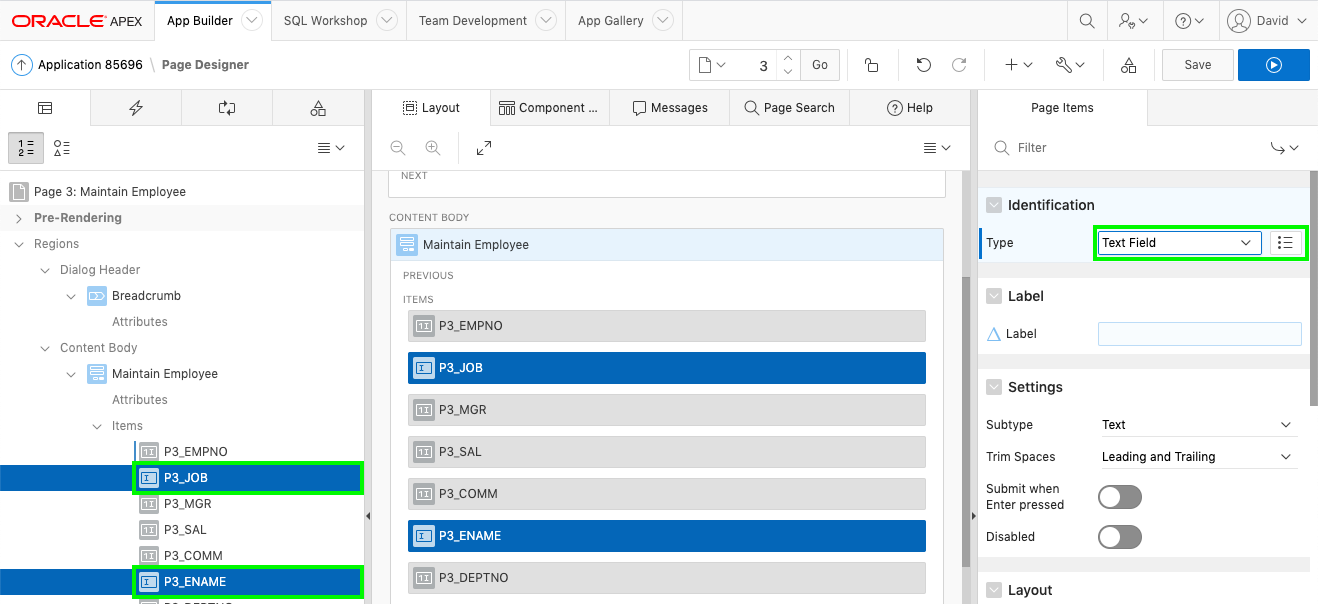 ORACLE APEX App Builder SQL Workshop Team Development App Gallery David
Application 85696 \ Page Designer 3 Go Save
Layout Component ... Messages Page Search Help Page Items
Filter
Page 3: Maintain Employee
Pre-Rendering
Regions
Dialog Header
Breadcrumb
Attributes
Content Body
Maintain Employee
Attributes
Items
P3_EMPNO
P3_JOB
P3_MGR
P3_SAL
P3_COMM
P3_ENAME
NEXT
CONTENT BODY
Maintain Employee
PREVIOUS
ITEMS
P3_EMPNO
P3_JOB
P3_MGR
P3_SAL
P3_COMM
P3_ENAME
P3_DEPTNO
Identification
Type Text Field
Label
Label
Settings
Subtype Text
Trim Spaces Leading and Trailing
Submit when
Enter pressed
Disabled
Layout